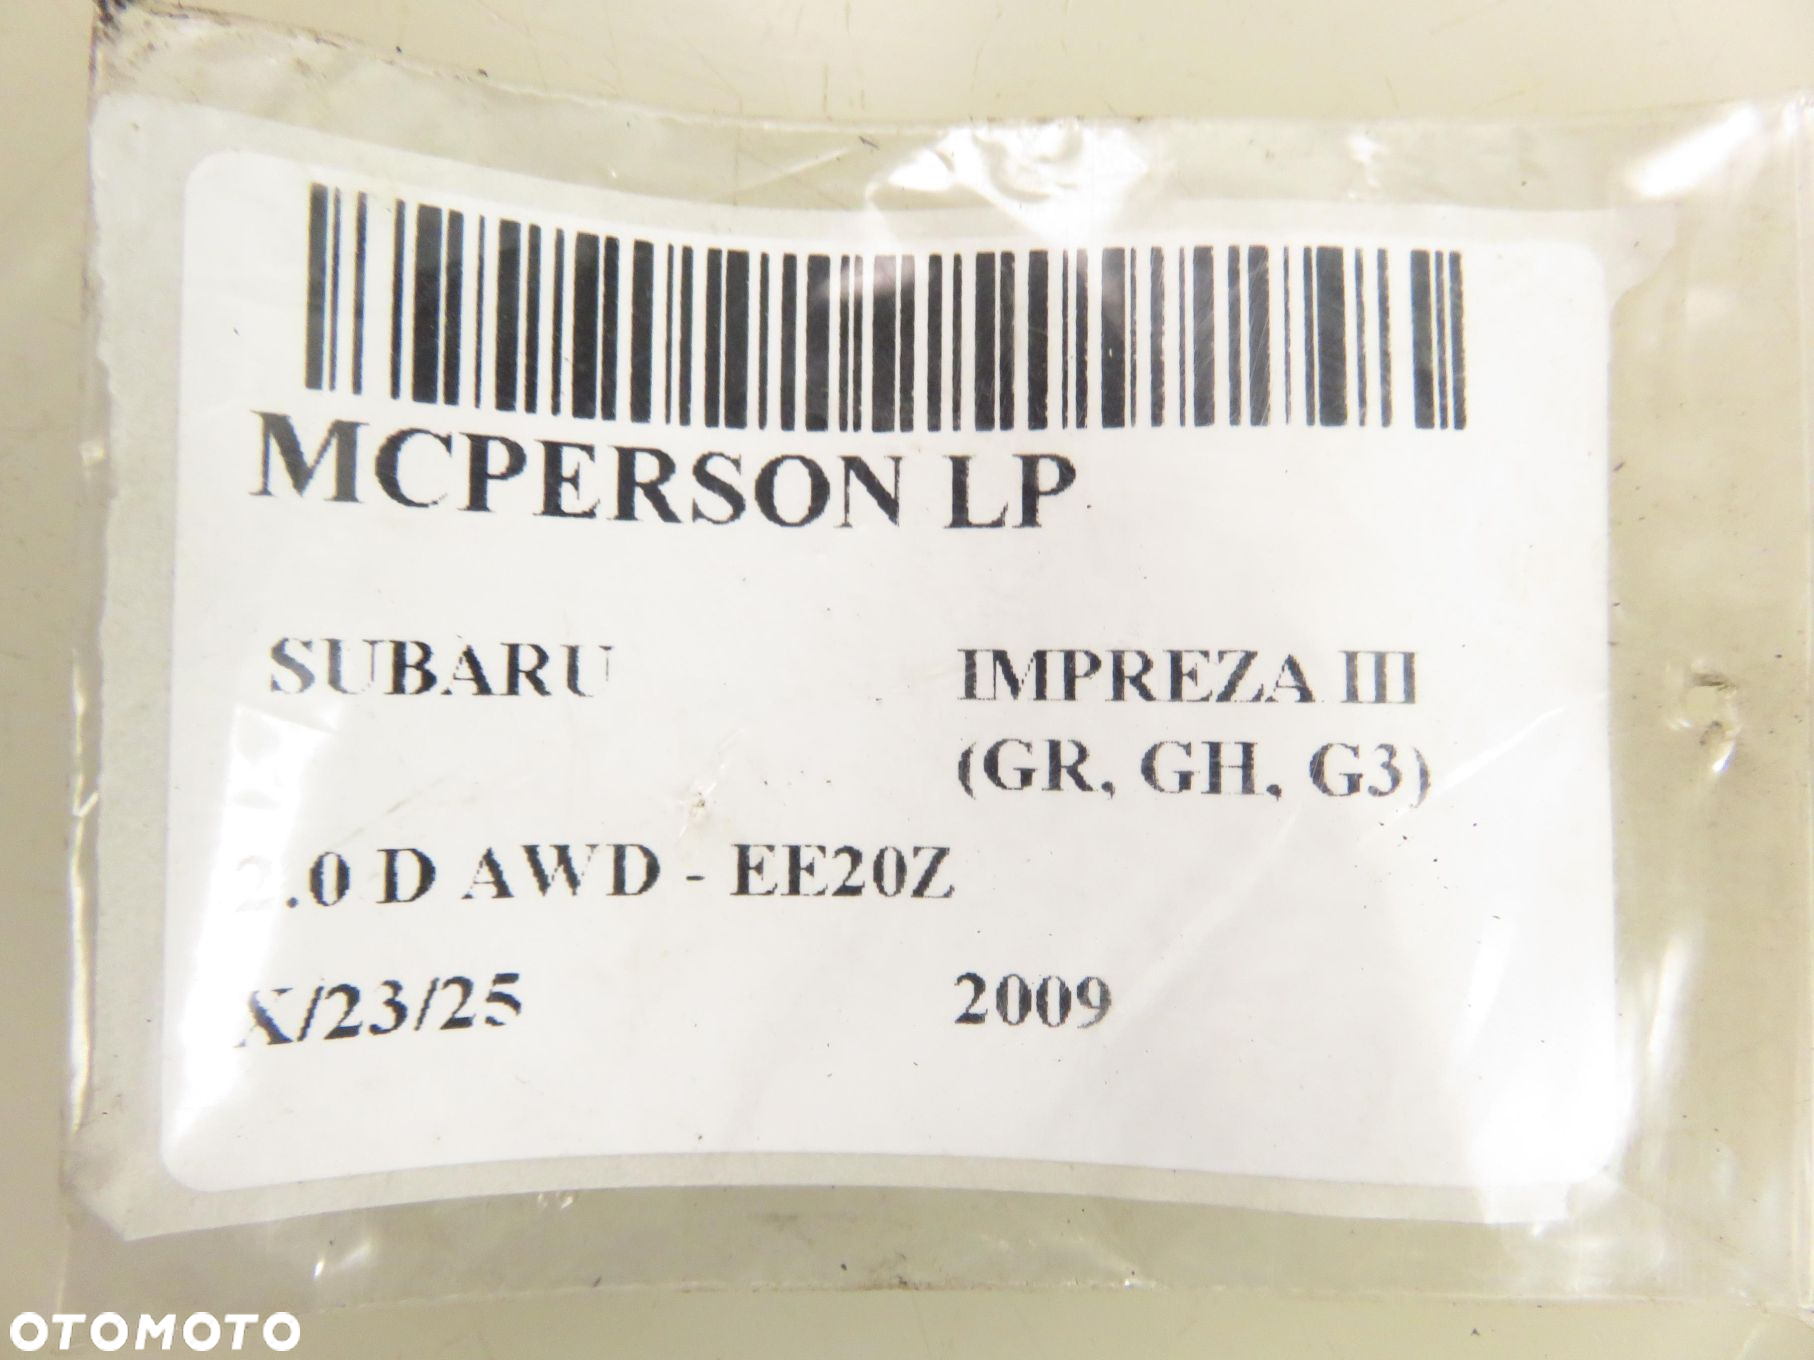 MCPERSON LP
SUBARU IMPREZA III
(GR, GH, G3)
2.0 D AWD - EE20Z
X/23/25 2009
OTOMOTO